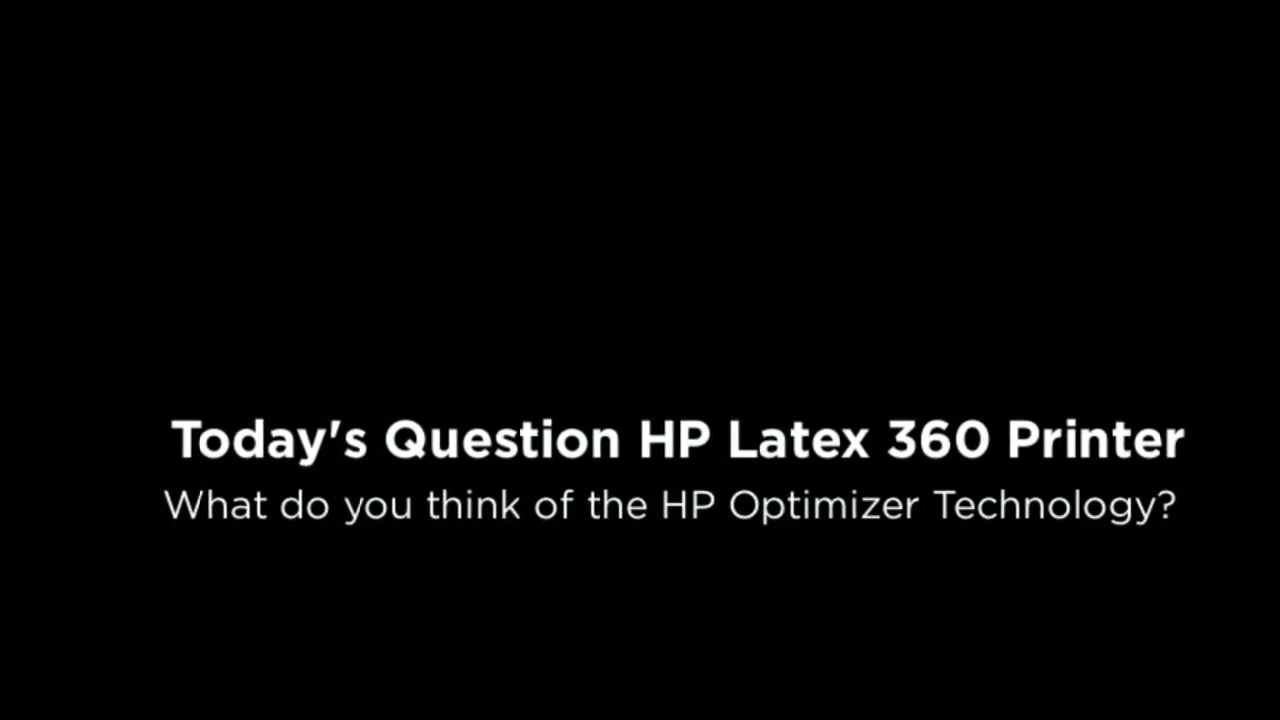 Today's Question HP Latex 360 Printer
What do you think of the HP Optimizer Technology?